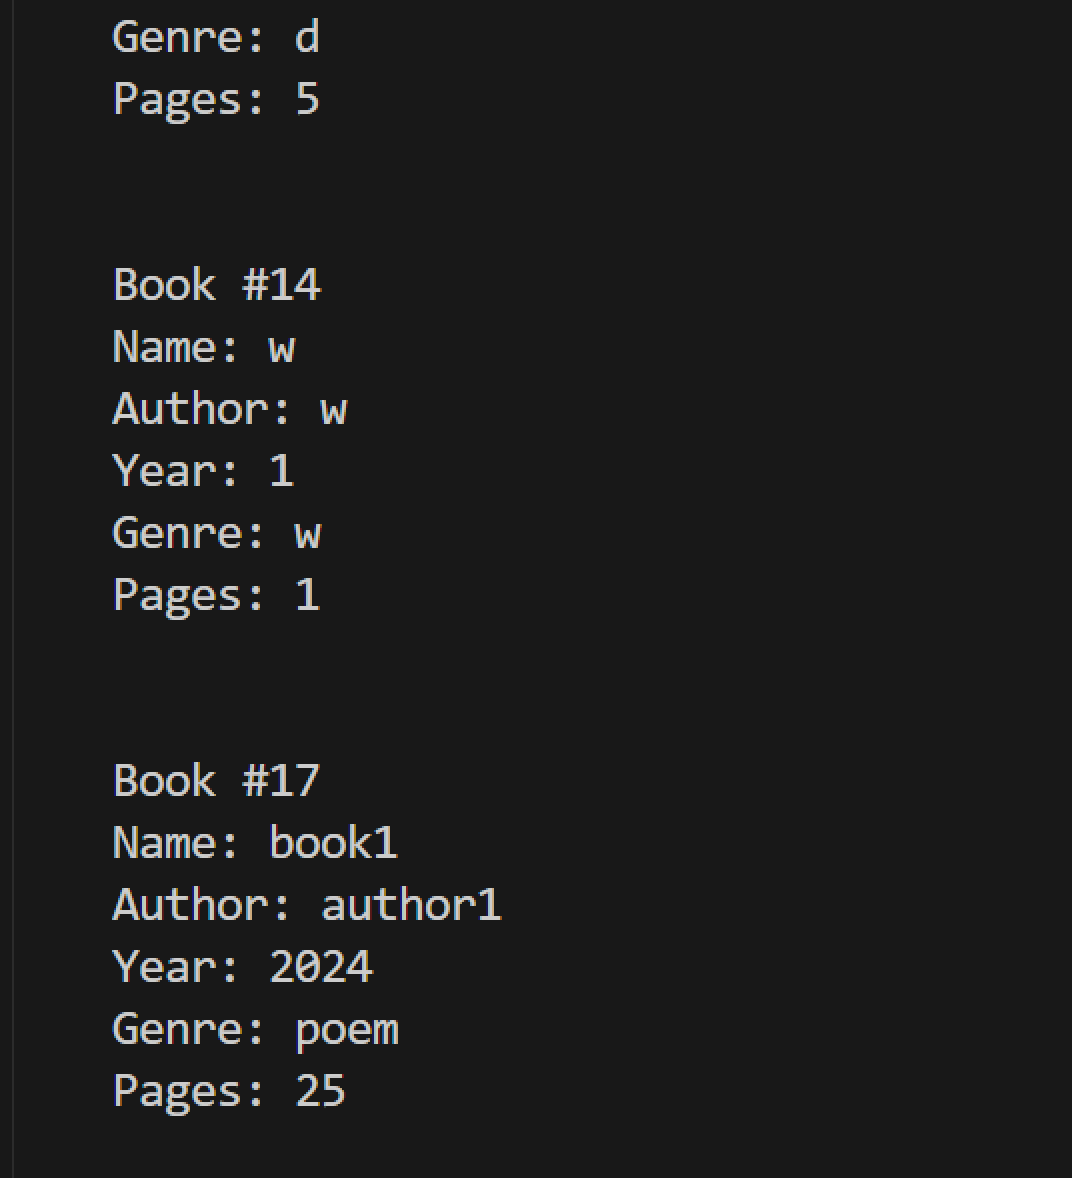 Genre: d
Pages: 5
Book #14
Name: w
Author: w
Year: 1
Genre: w
Pages: 1
Book #17
Name: book1
Author: author1
Year: 2024
Genre: poem
Pages: 25